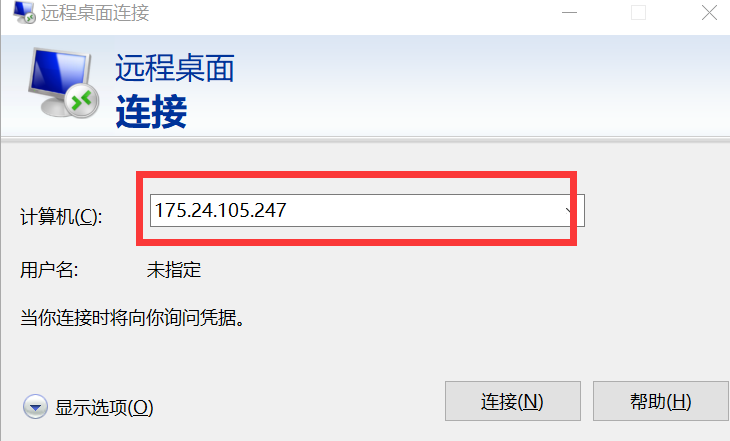 远程桌面连接
远程桌面
连接
计算机(C): 175.24.105.247
用户名: 未指定
当你连接时将向你询问凭据。
显示选项(O) 连接(N) 帮助(H)